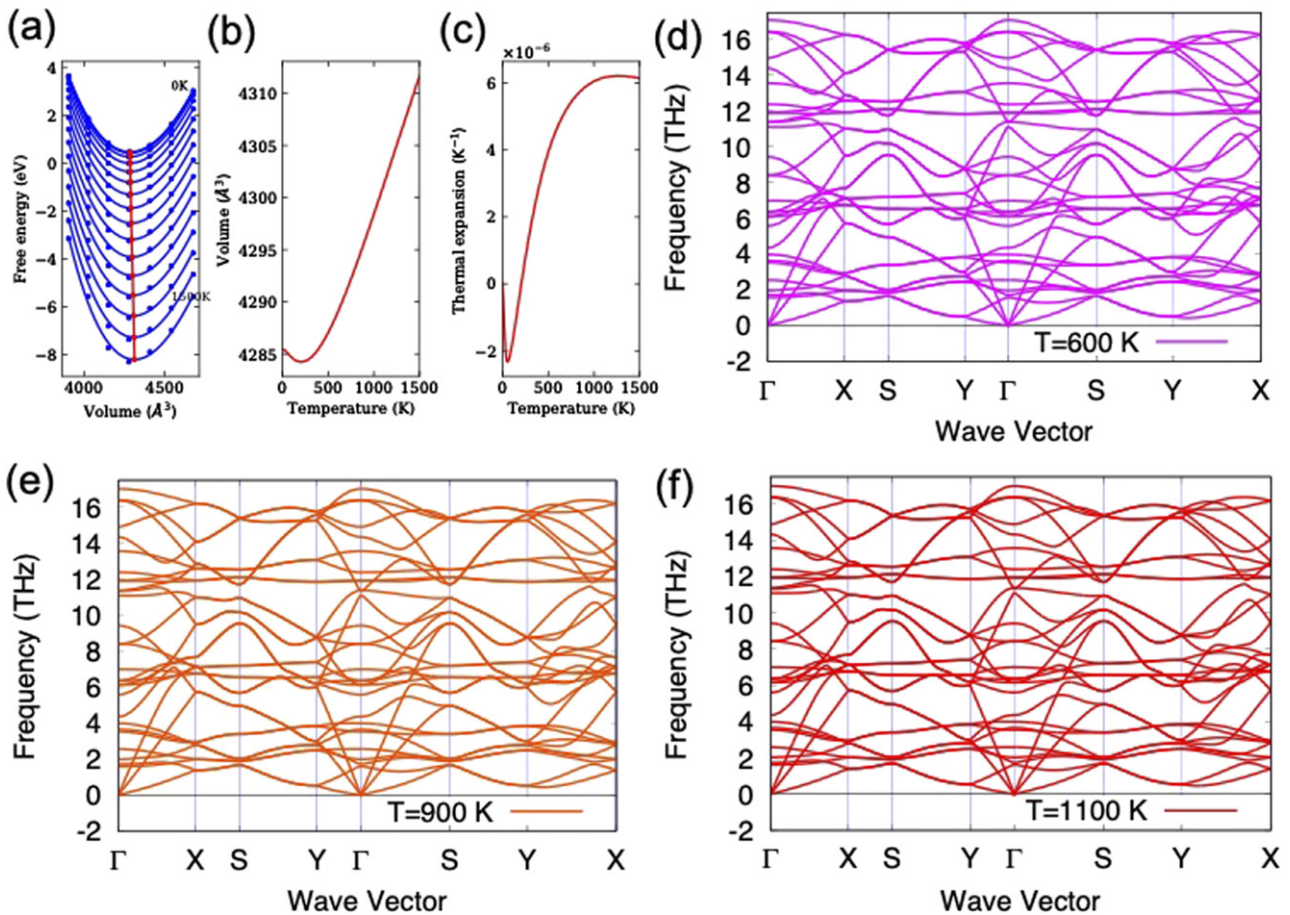 (a)
4
2
0
−2
−4
−6
−8
Free energy (eV)
0K
1500K
4000 4500
Volume (Å³)
(b)
4310
4305
4300
4295
4290
4285
Volume (Å³)
0 500 1000 1500
Temperature (K)
(c)
×10⁻⁶
6
4
2
0
−2
Thermal expansion (K⁻¹)
0 500 1000 1500
Temperature (K)
(d)
16
14
12
10
8
6
4
2
0
-2
Frequency (THz)
T=600 K
Γ X S Y Γ S Y X
Wave Vector
(e)
16
14
12
10
8
6
4
2
0
-2
Frequency (THz)
T=900 K
Γ X S Y Γ S Y X
Wave Vector
(f)
16
14
12
10
8
6
4
2
0
-2
Frequency (THz)
T=1100 K
Γ X S Y Γ S Y X
Wave Vector